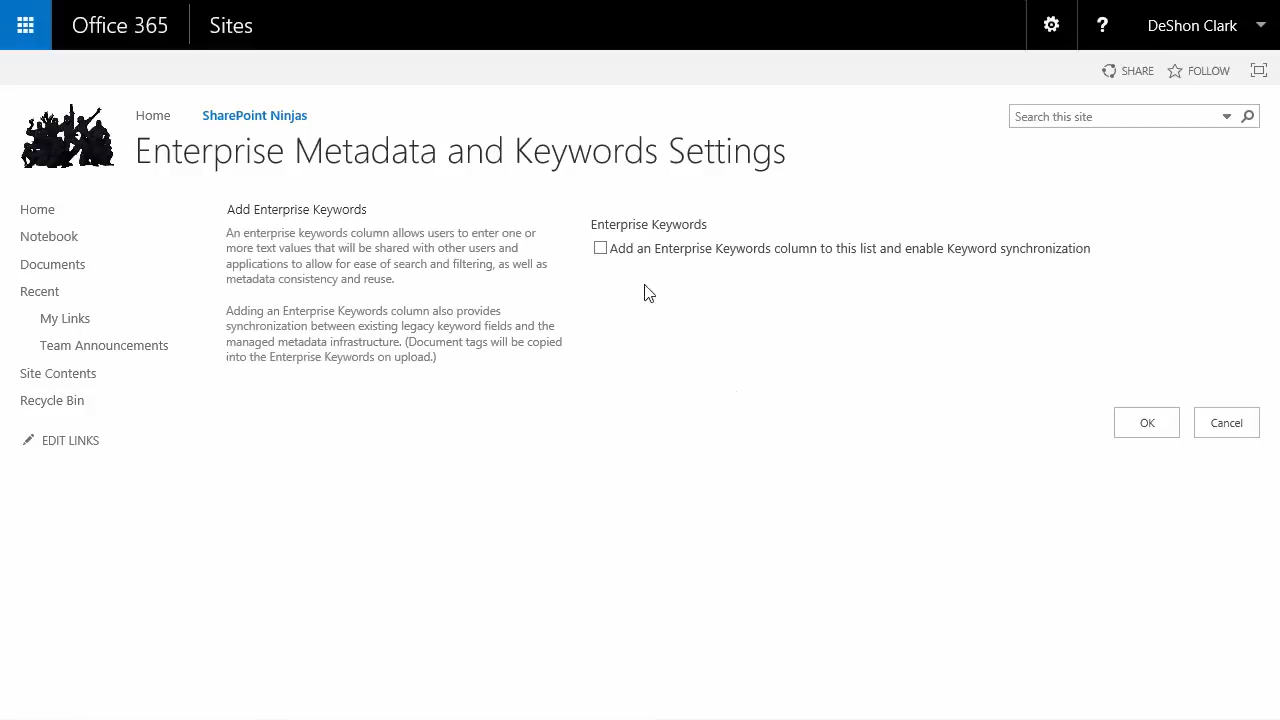 Office 365
Sites
?
DeShon Clark
SHARE
FOLLOW
Home
SharePoint Ninjas
Search this site
Enterprise Metadata and Keywords Settings
Home
Notebook
Documents
Recent
My Links
Team Announcements
Site Contents
Recycle Bin
EDIT LINKS
Add Enterprise Keywords
An enterprise keywords column allows users to enter one or
more text values that will be shared with other users and
applications to allow for ease of search and filtering, as well as
metadata consistency and reuse.
Adding an Enterprise Keywords column also provides
synchronization between existing legacy keyword fields and the
managed metadata infrastructure. (Document tags will be copied
into the Enterprise Keywords on upload.)
Enterprise Keywords
Add an Enterprise Keywords column to this list and enable Keyword synchronization
OK
Cancel